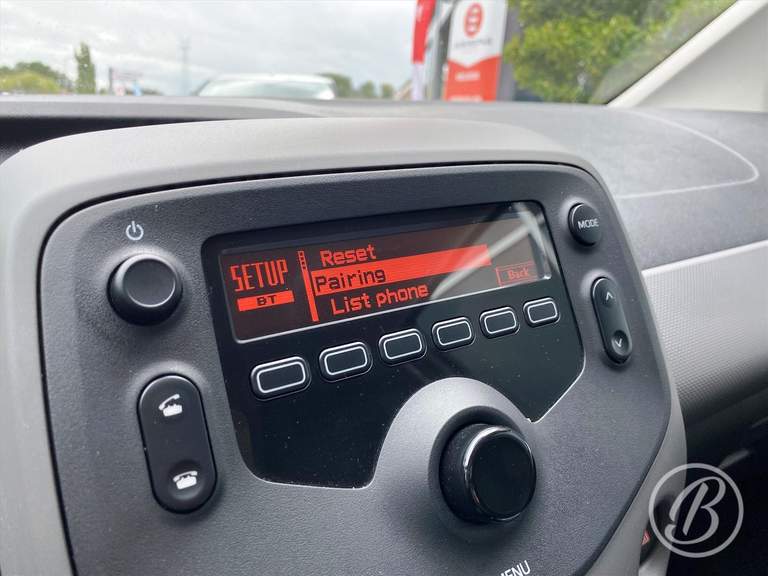 Reset
SETUP
Pairing
Back
BT
List phone
MODE
MENU
B